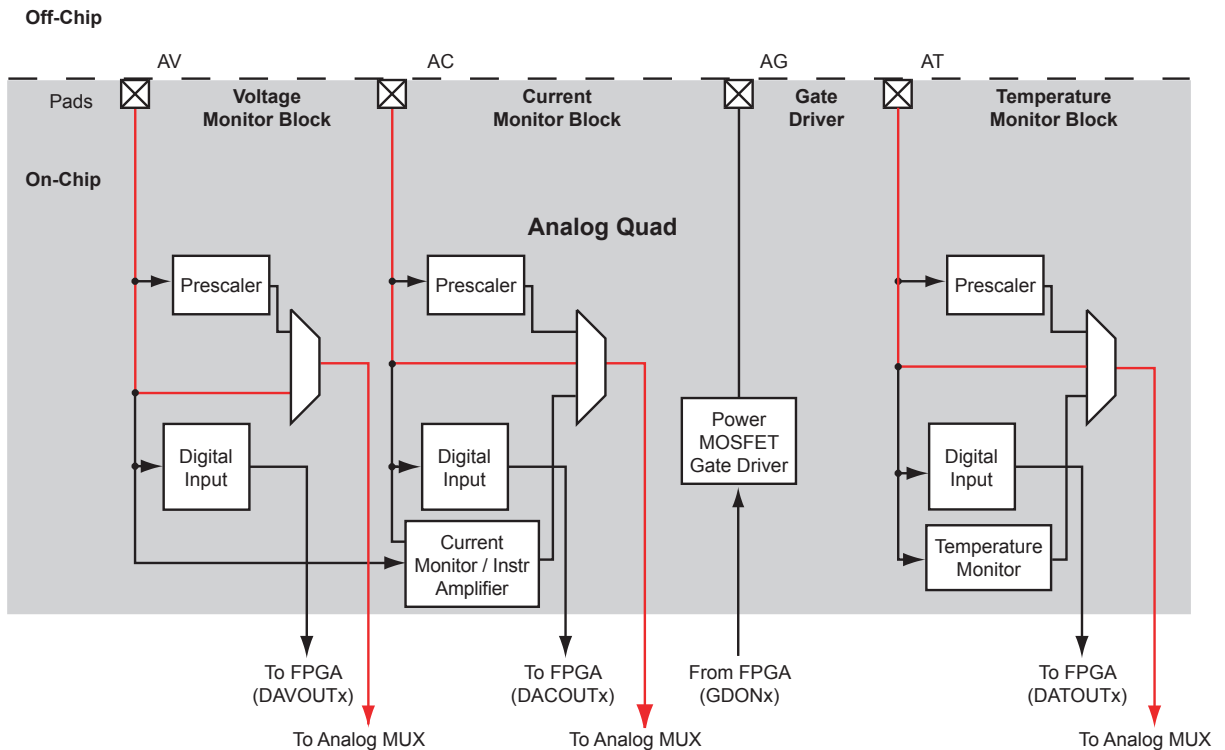 Off-Chip
AV
AC
AG
AT
Pads
Voltage
Monitor Block
Current
Monitor Block
Gate
Driver
Temperature
Monitor Block
On-Chip
Analog Quad
Prescaler
Prescaler
Prescaler
Power
MOSFET
Gate Driver
Digital
Input
Digital
Input
Digital
Input
Current
Monitor / Instr
Amplifier
Temperature
Monitor
To FPGA
(DAVOUTx)
To FPGA
(DACOUTx)
From FPGA
(GDONx)
To FPGA
(DATOUTx)
To Analog MUX
To Analog MUX
To Analog MUX